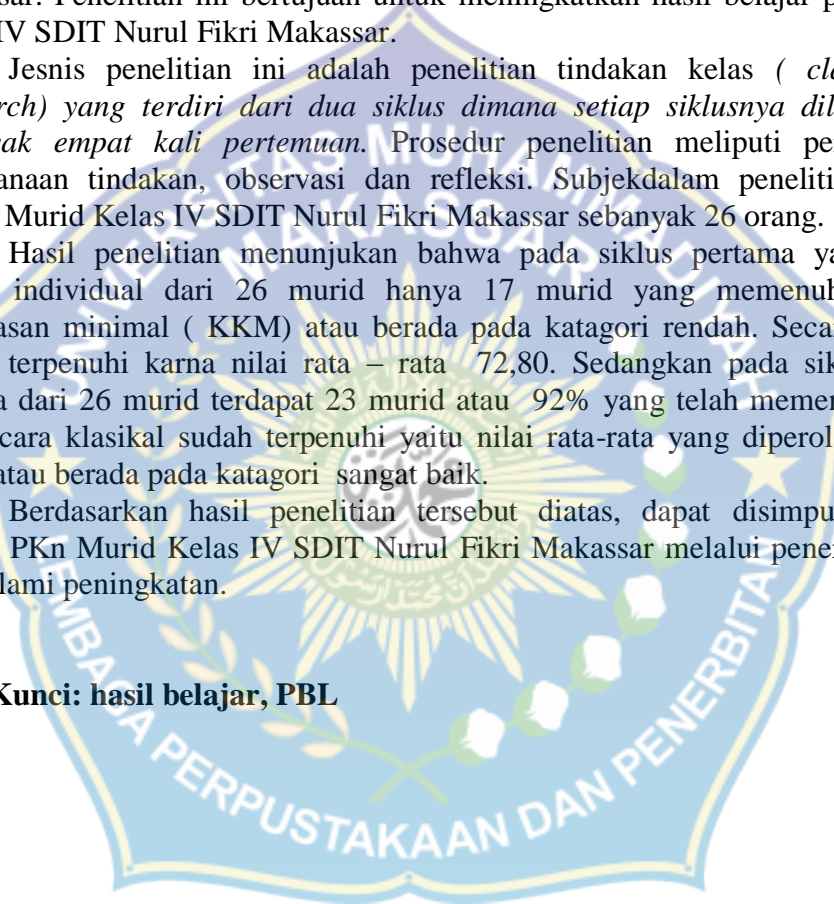 sar. Penelitian ini bertujuan untuk meningkatkan hasil belajar p
IV SDIT Nurul Fikri Makassar.
Jesnis penelitian ini adalah penelitian tindakan kelas ( cla
rch) yang terdiri dari dua siklus dimana setiap siklusnya dil
ak empat kali pertemuan. Prosedur penelitian meliputi pe
anaan tindakan, observasi dan refleksi. Subjekdalam peneliti
Murid Kelas IV SDIT Nurul Fikri Makassar sebanyak 26 orang.
Hasil penelitian menunjukan bahwa pada siklus pertama ya
individual dari 26 murid hanya 17 murid yang memenuh
asan minimal ( KKM) atau berada pada katagori rendah. Seca
terpenuhi karna nilai rata – rata 72,80. Sedangkan pada sik
a dari 26 murid terdapat 23 murid atau 92% yang telah memen
cara klasikal sudah terpenuhi yaitu nilai rata-rata yang diperol
atau berada pada katagori sangat baik.
Berdasarkan hasil penelitian tersebut diatas, dapat disimpu
PKn Murid Kelas IV SDIT Nurul Fikri Makassar melalui pener
lami peningkatan.
Kunci: hasil belajar, PBL
UNIVERSITAS MUHAMMADIYAH
MAKASSAR
LEMBAGA PERPUSTAKAAN DAN PENERBITAN